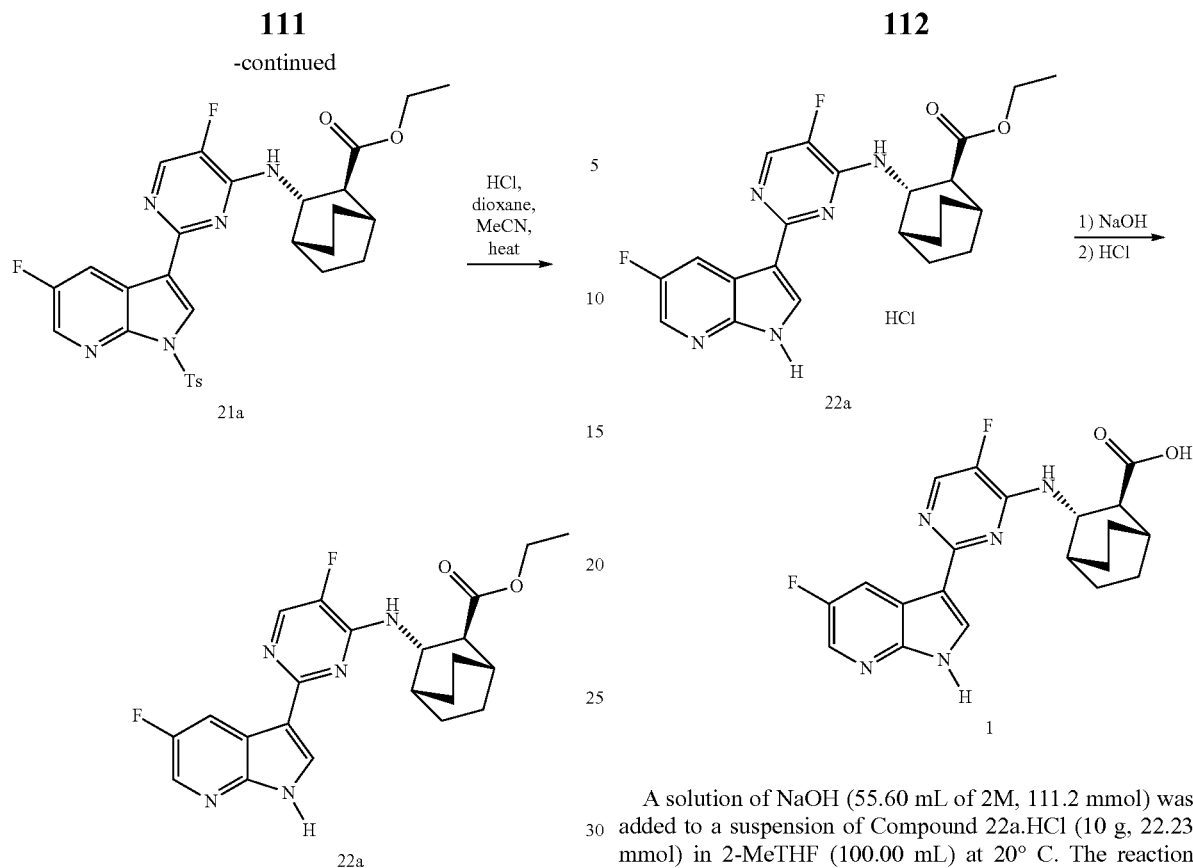 111
-continued
112
F
N
N
H
N
O
O
F
N
N
Ts
21a
HCl,
dioxane,
MeCN,
heat
5
10
15
20
25
30
F
N
N
H
N
O
O
F
N
N
H
HCl
22a
1) NaOH
2) HCl
F
N
N
H
N
O
O
F
N
N
H
22a
F
N
N
H
N
O
OH
F
N
N
H
1
A solution of NaOH (55.60 mL of 2M, 111.2 mmol) was
added to a suspension of Compound 22a.HCl (10 g, 22.23
mmol) in 2-MeTHF (100.00 mL) at 20° C. The reaction